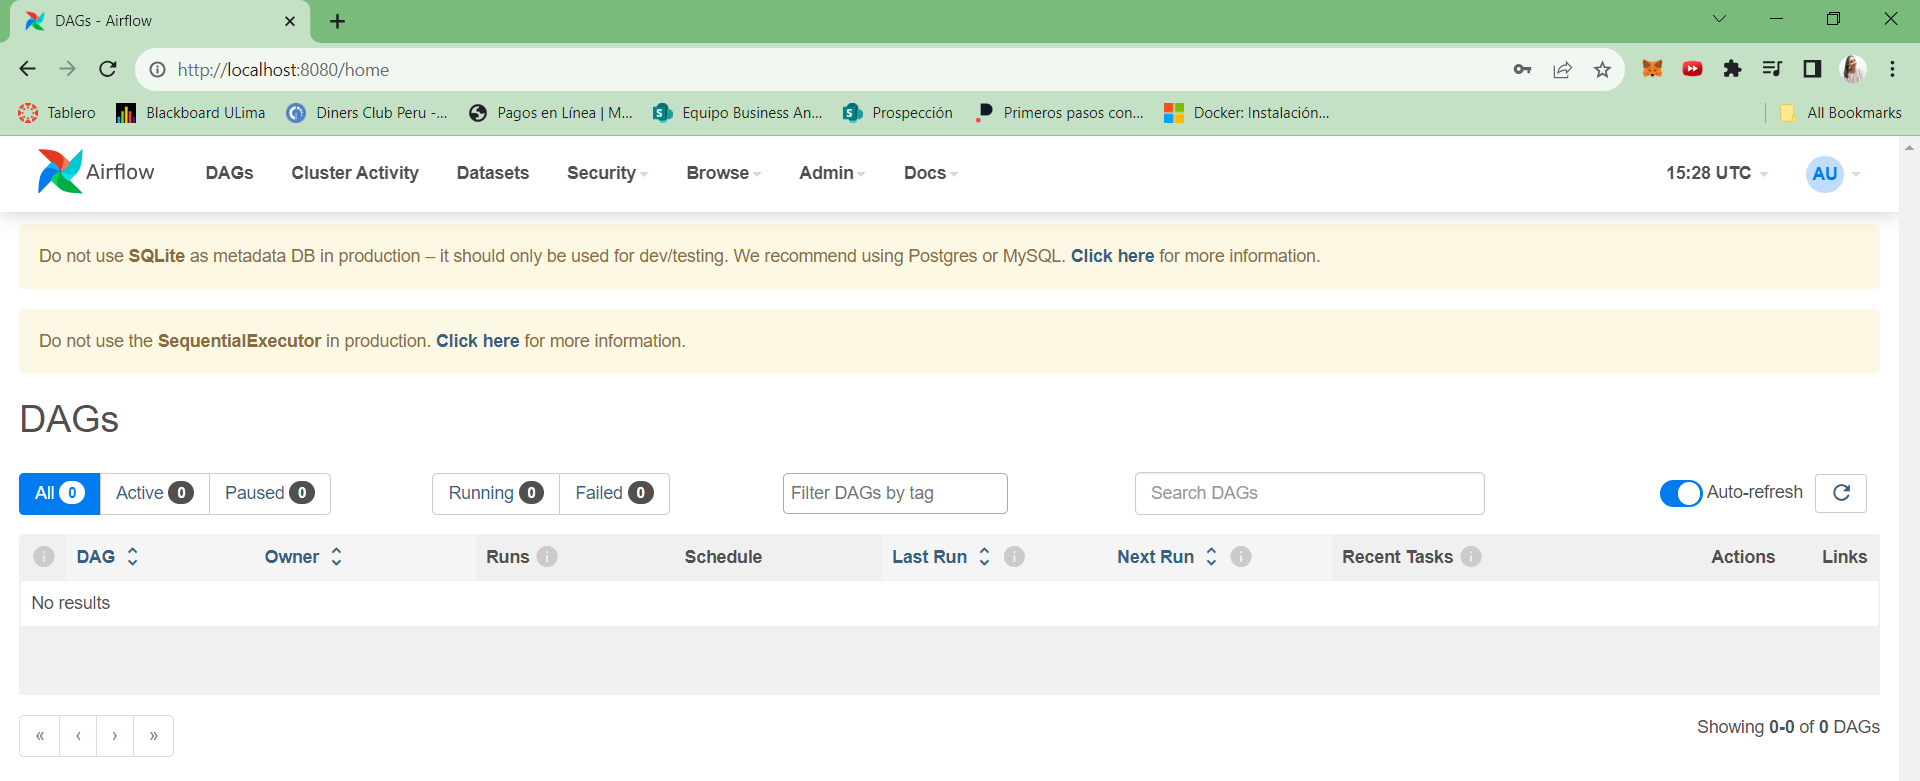 DAGs - Airflow
http://localhost:8080/home
Tablero Blackboard ULima Diners Club Peru -... Pagos en Línea | M... Equipo Business An... Prospección Primeros pasos con... Docker: Instalación... All Bookmarks
Airflow DAGs Cluster Activity Datasets Security Browse Admin Docs 15:28 UTC AU
Do not use SQLite as metadata DB in production – it should only be used for dev/testing. We recommend using Postgres or MySQL. Click here for more information.
Do not use the SequentialExecutor in production. Click here for more information.
DAGs
All 0 Active 0 Paused 0 Running 0 Failed 0 Filter DAGs by tag Search DAGs Auto-refresh
i DAG Owner Runs i Schedule Last Run i Next Run i Recent Tasks i Actions Links
No results
« ‹ › » Showing 0-0 of 0 DAGs